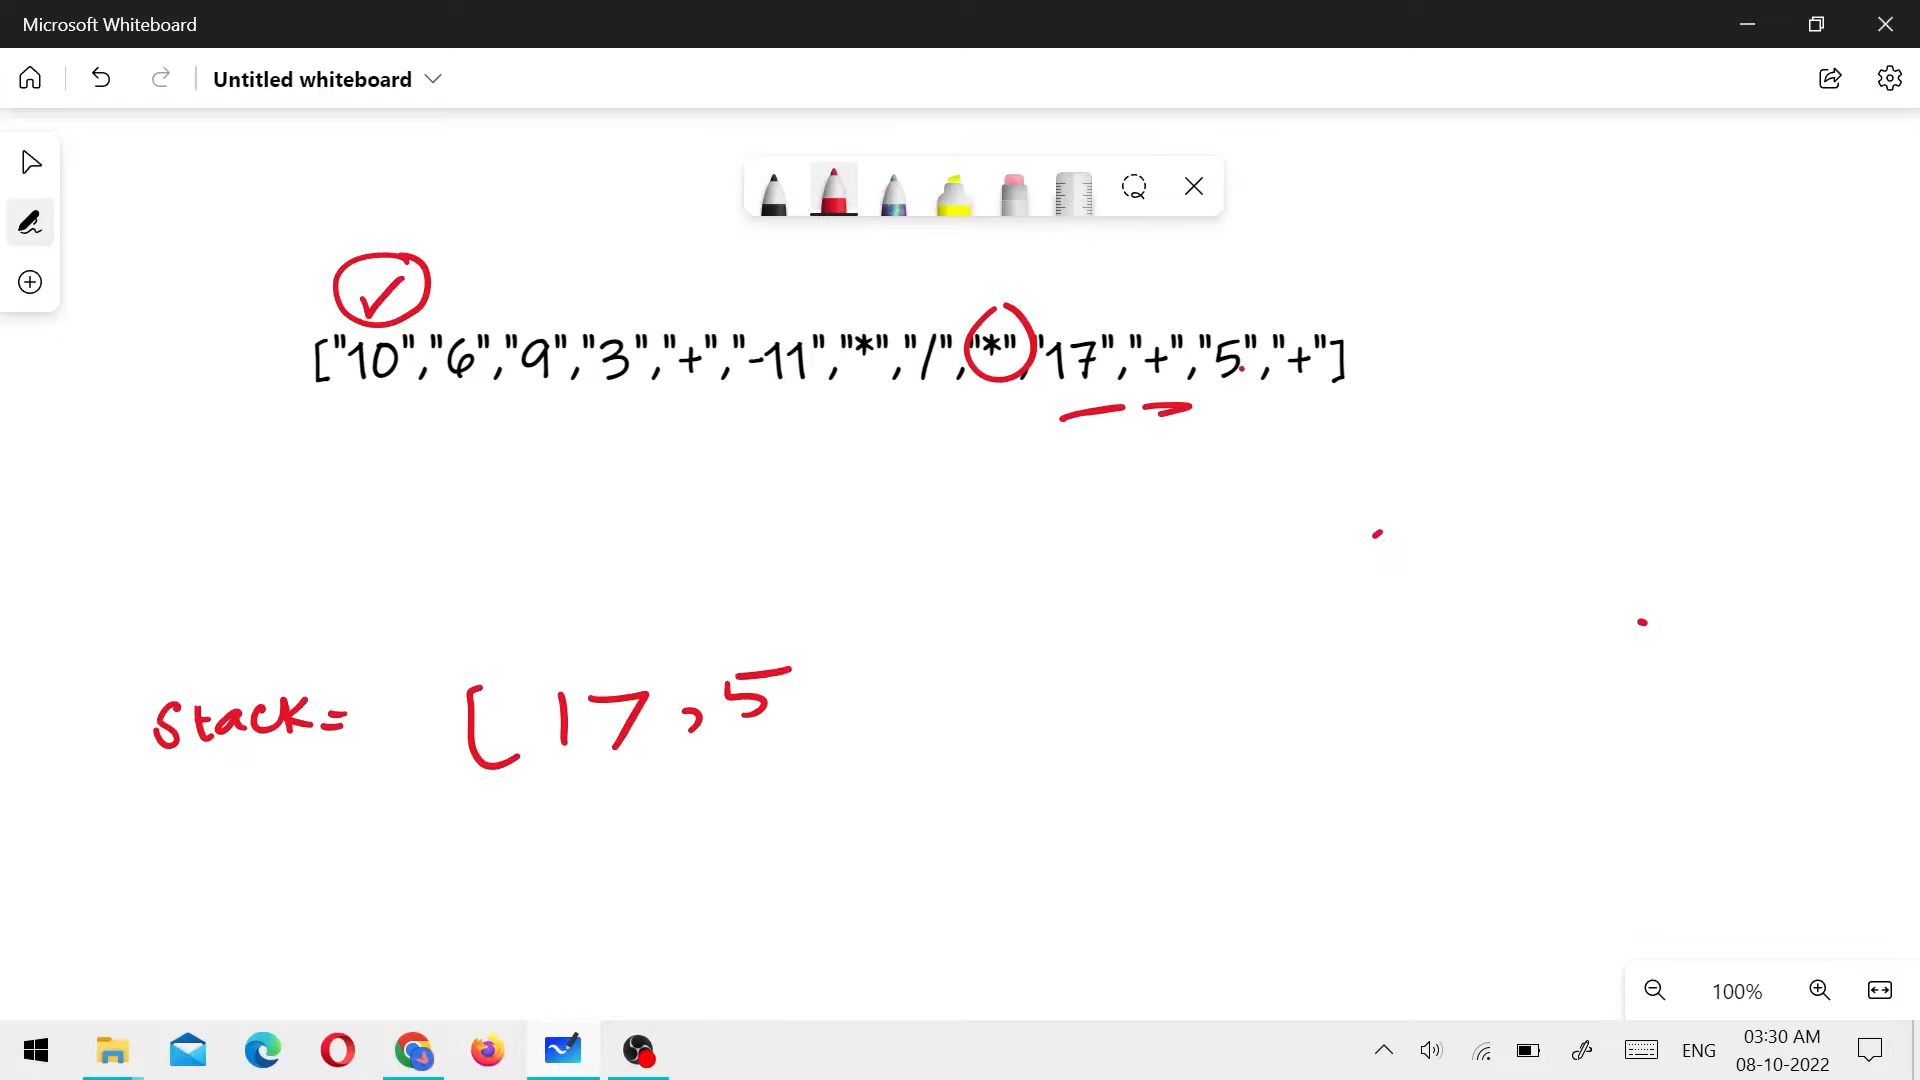 Microsoft Whiteboard
Untitled whiteboard
["10","6","9","3","+","-11","*","/","*","17","+","5","+"]
stack= [ 17 , 5
100%
ENG
03:30 AM
08-10-2022